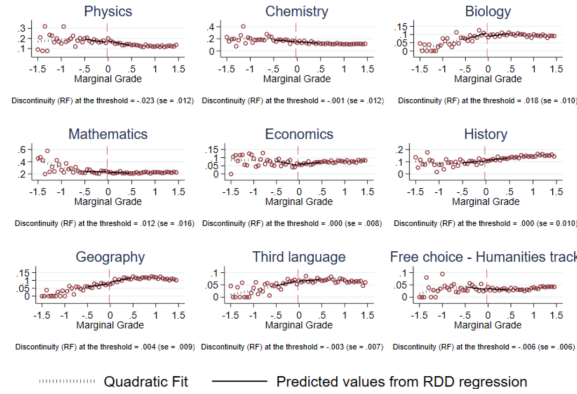 Physics Chemistry Biology
.3 .4 .15
.2 .2 .1
.1 0 .05
0
-1.5 -1 -.5 0 .5 1 1.5 -1.5 -1 -.5 0 .5 1 1.5 -1.5 -1 -.5 0 .5 1 1.5
Marginal Grade Marginal Grade Marginal Grade
Discontinuity (RF) at the threshold = -.023 (se = .012) Discontinuity (RF) at the threshold = -.001 (se = .012) Discontinuity (RF) at the threshold = .018 (se = .010)
Mathematics Economics History
.6 .15 .2
.4 .1 .1
.2 .05 0
0
-1.5 -1 -.5 0 .5 1 1.5 -1.5 -1 -.5 0 .5 1 1.5 -1.5 -1 -.5 0 .5 1 1.5
Marginal Grade Marginal Grade Marginal Grade
Discontinuity (RF) at the threshold = .012 (se = .016) Discontinuity (RF) at the threshold = .000 (se = .008) Discontinuity (RF) at the threshold = .000 (se = 0.010)
Geography Third language Free choice - Humanities track
.15 .1 .1
.1 .05 .05
.05 0 0
0
-1.5 -1 -.5 0 .5 1 1.5 -1.5 -1 -.5 0 .5 1 1.5 -1.5 -1 -.5 0 .5 1 1.5
Marginal Grade Marginal Grade Marginal Grade
Discontinuity (RF) at the threshold = .004 (se = .009) Discontinuity (RF) at the threshold = -.003 (se = .007) Discontinuity (RF) at the threshold = -.006 (se = .006)
Quadratic Fit Predicted values from RDD regression